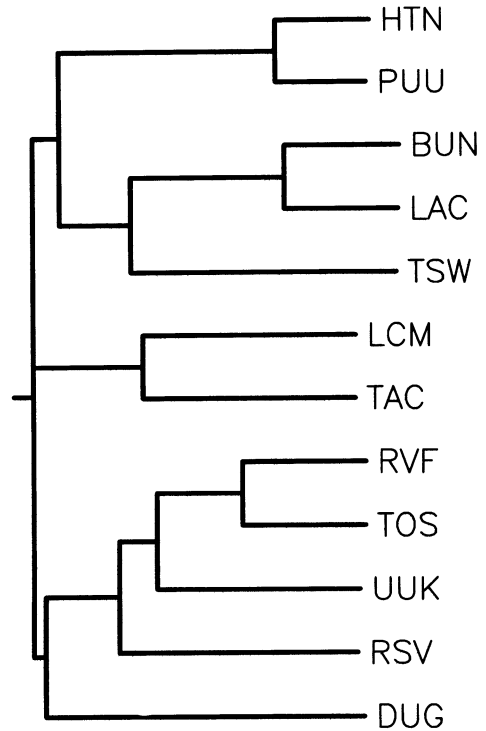 HTN
PUU
BUN
LAC
TSW
LCM
TAC
RVF
TOS
UUK
RSV
DUG